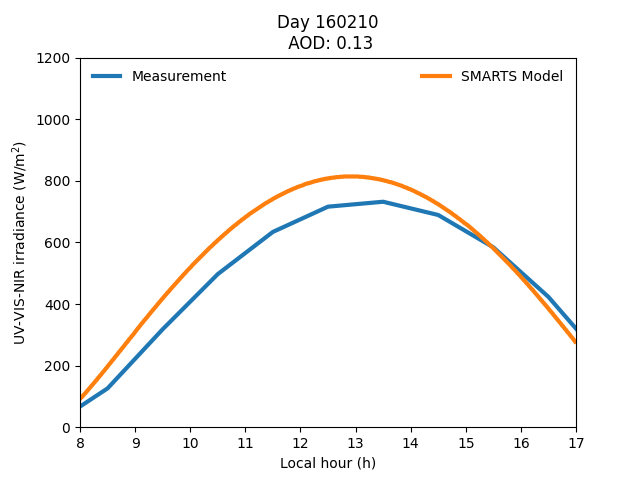 Day 160210
AOD: 0.13
Measurement
SMARTS Model
UV-VIS-NIR irradiance (W/m²)
1200
1000
800
600
400
200
0
8 9 10 11 12 13 14 15 16 17
Local hour (h)